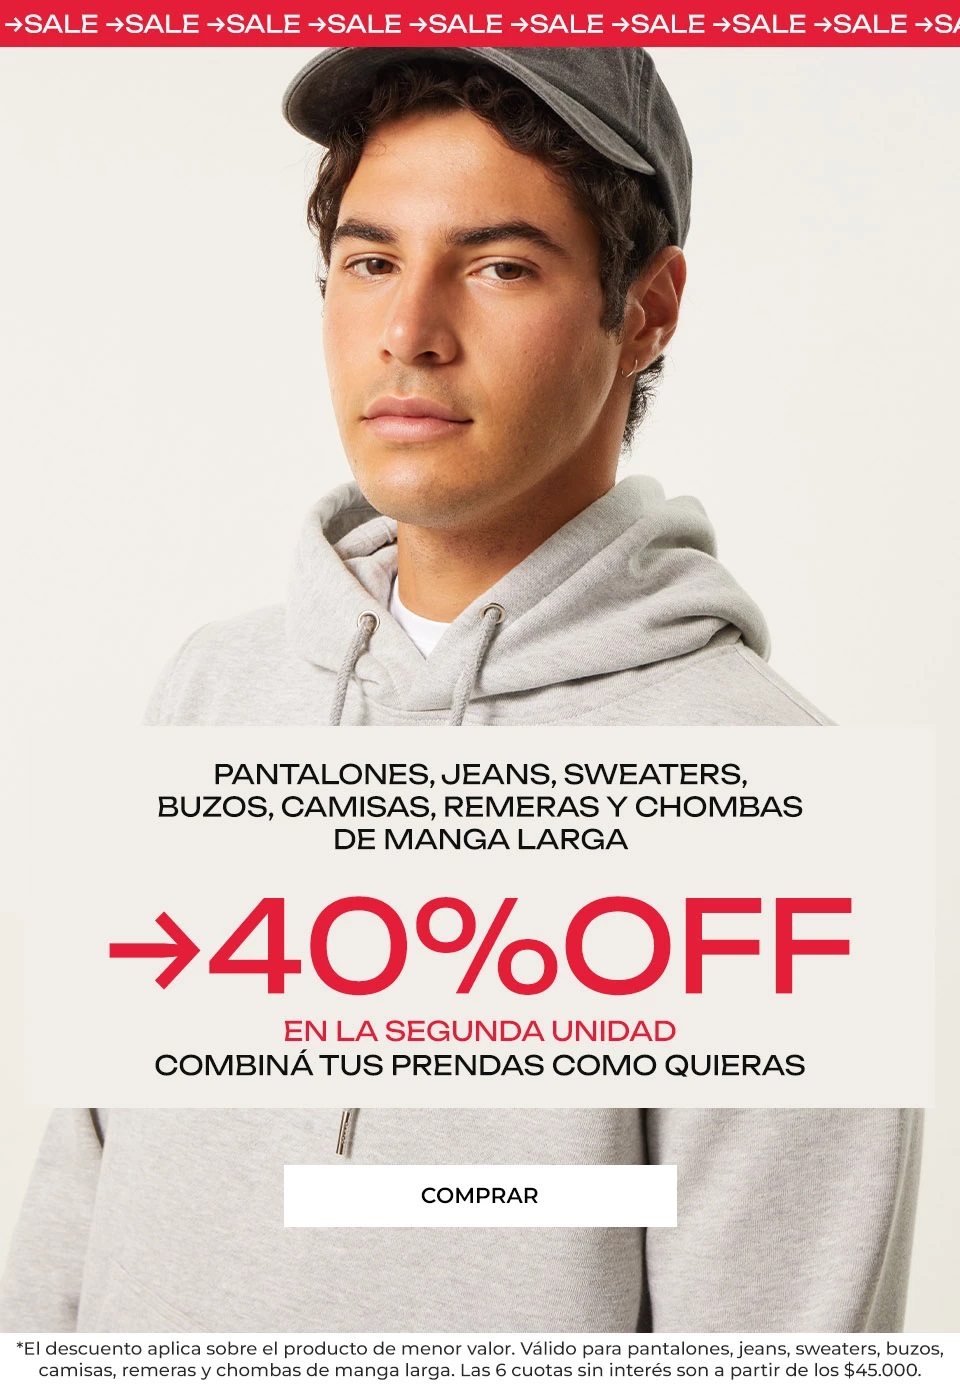 →SALE →SALE →SALE →SALE →SALE →SALE →SALE →SALE →SALE →SA
PANTALONES, JEANS, SWEATERS,
BUZOS, CAMISAS, REMERAS Y CHOMBAS
DE MANGA LARGA
→40%OFF
EN LA SEGUNDA UNIDAD
COMBINÁ TUS PRENDAS COMO QUIERAS
COMPRAR
*El descuento aplica sobre el producto de menor valor. Válido para pantalones, jeans, sweaters, buzos,
camisas, remeras y chombas de manga larga. Las 6 cuotas sin interés son a partir de los $45.000.